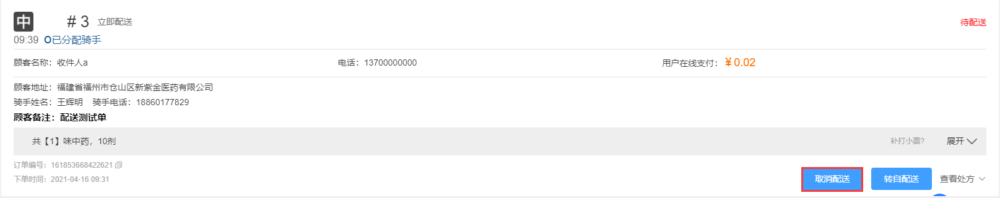 中 # 3 立即配送 待配送
09:39 O已分配骑手
顾客名称：收件人a 电话：13700000000 用户在线支付：¥0.02
顾客地址：福建省福州市仓山区新紫金医药有限公司
骑手姓名：王辉明 骑手电话：18860177829
顾客备注：配送测试单
共【1】味中药，10剂 补打小票? 展开
订单编号：161853668422621
下单时间：2021-04-16 09:31 取消配送 转自配送 查看处方